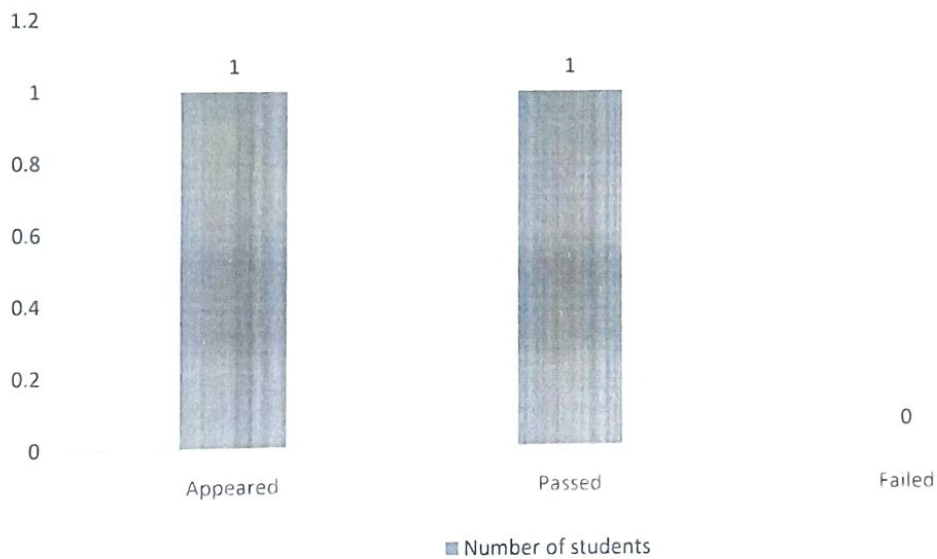 1.2
1
1
1
0.8
0.6
0.4
0.2
0
0
Appeared
Passed
Failed
Number of students